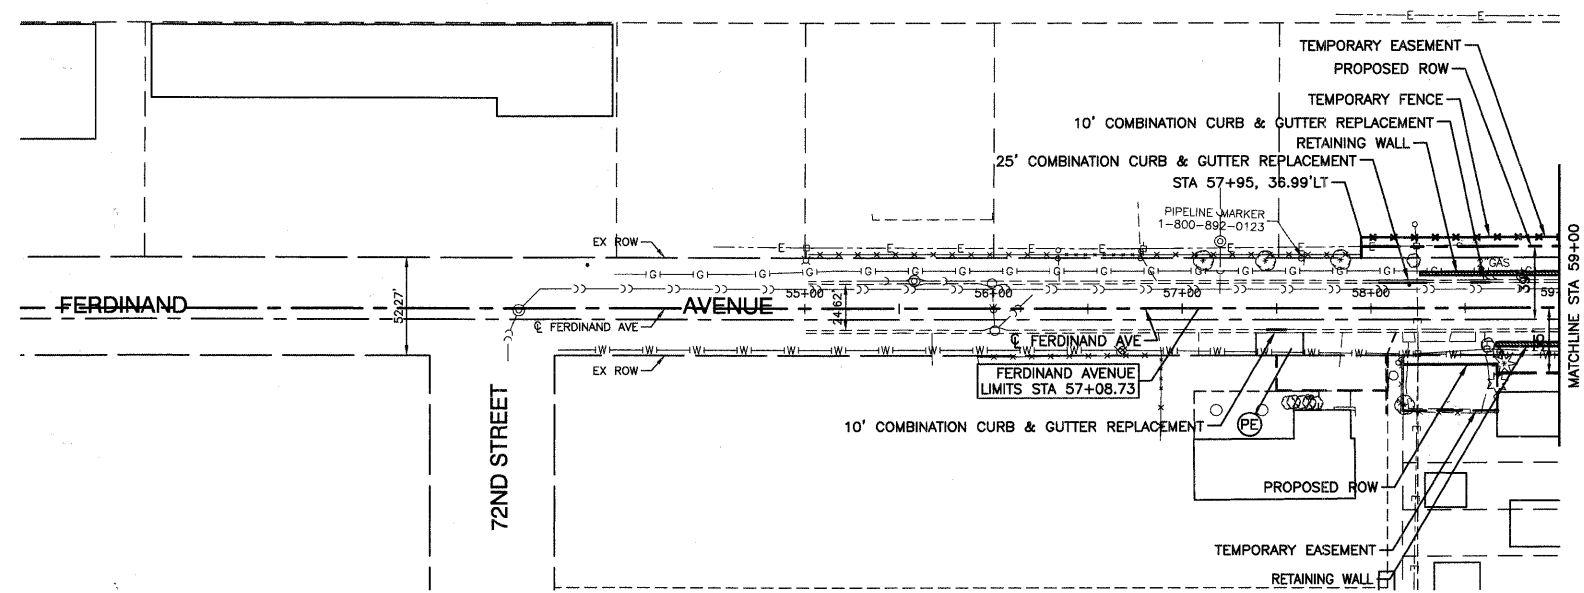 E
E
TEMPORARY EASEMENT
PROPOSED ROW
TEMPORARY FENCE
10' COMBINATION CURB & GUTTER REPLACEMENT
RETAINING WALL
25' COMBINATION CURB & GUTTER REPLACEMENT
STA 57+95, 36.99'LT
PIPELINE MARKER
1-800-892-0123
EX ROW
E E E E E E
G G G G G G G G G G G G G G G G
GAS
55+00 56+00 57+00 58+00 59+
FERDINAND AVENUE
52.27'
24.62'
39'
35'
℄ FERDINAND AVE
℄ FERDINAND AVE
W W W W W W W W W W W W W W W W W W
EX ROW
FERDINAND AVENUE
LIMITS STA 57+08.73
10' COMBINATION CURB & GUTTER REPLACEMENT
PE
72ND STREET
PROPOSED ROW
TEMPORARY EASEMENT
RETAINING WALL
MATCHLINE STA 59+00